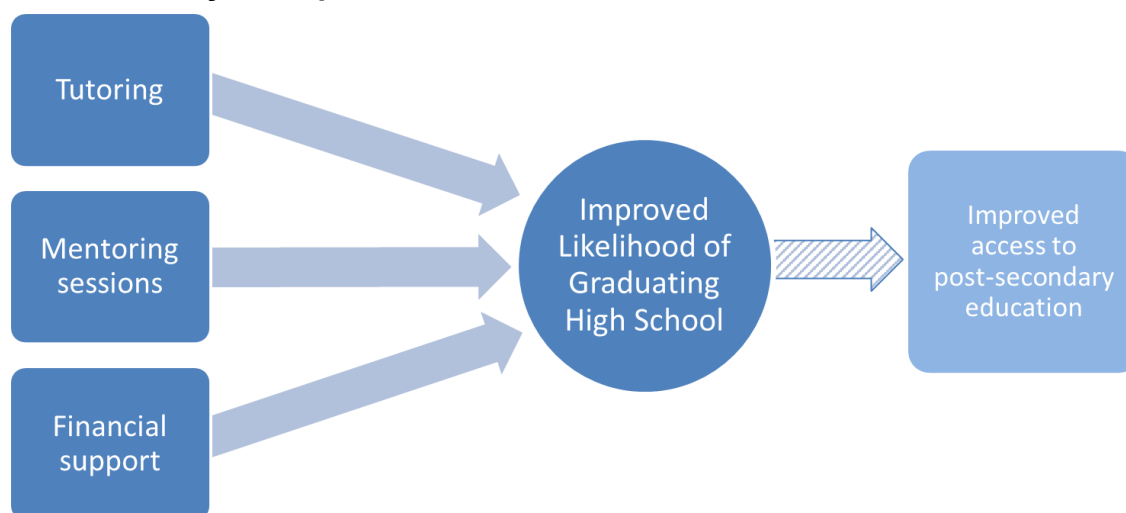 Tutoring
Mentoring
sessions
Financial
support
Improved
Likelihood of
Graduating
High School
Improved
access to
post-secondary
education